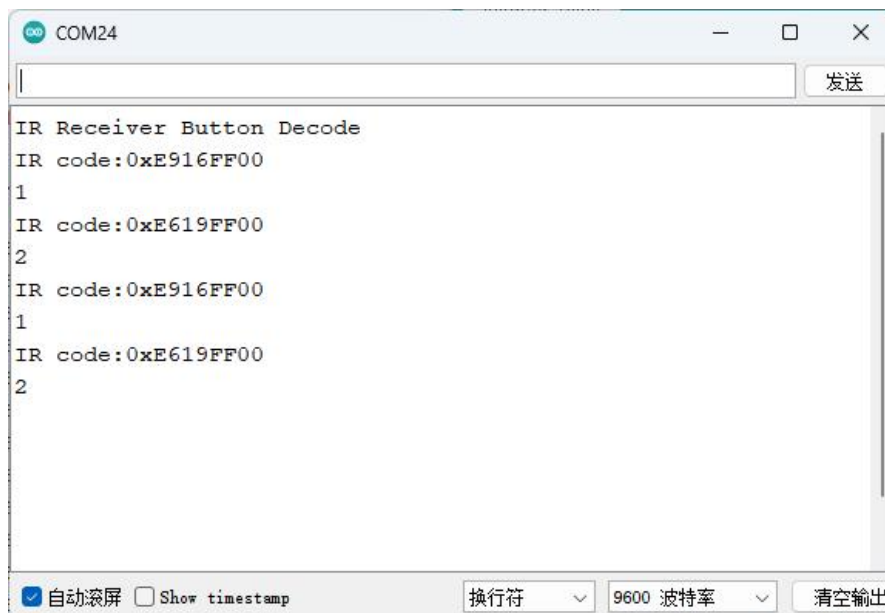 COM24
发送
IR Receiver Button Decode
IR code:0xE916FF00
1
IR code:0xE619FF00
2
IR code:0xE916FF00
1
IR code:0xE619FF00
2
自动滚屏 Show timestamp 换行符 9600 波特率 清空输出